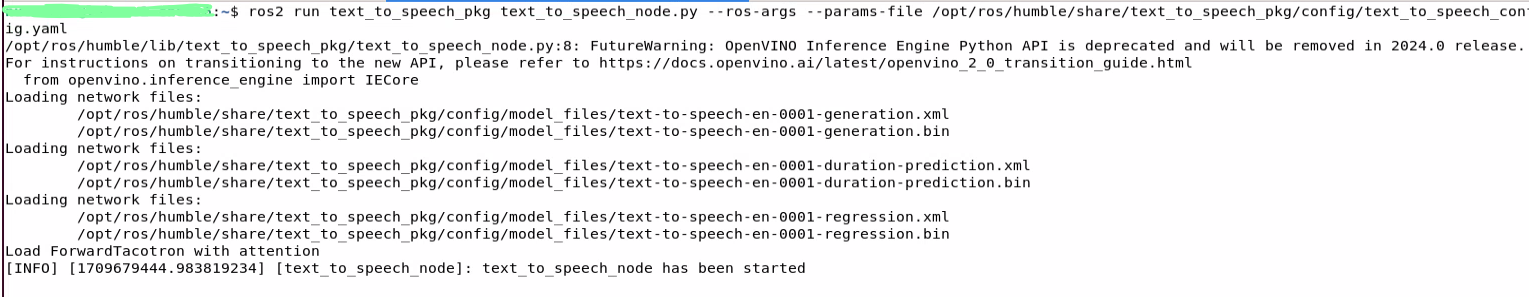 :~$ ros2 run text_to_speech_pkg text_to_speech_node.py --ros-args --params-file /opt/ros/humble/share/text_to_speech_pkg/config/text_to_speech_conf
ig.yaml
/opt/ros/humble/lib/text_to_speech_pkg/text_to_speech_node.py:8: FutureWarning: OpenVINO Inference Engine Python API is deprecated and will be removed in 2024.0 release.
For instructions on transitioning to the new API, please refer to https://docs.openvino.ai/latest/openvino_2_0_transition_guide.html
  from openvino.inference_engine import IECore
Loading network files:
        /opt/ros/humble/share/text_to_speech_pkg/config/model_files/text-to-speech-en-0001-generation.xml
        /opt/ros/humble/share/text_to_speech_pkg/config/model_files/text-to-speech-en-0001-generation.bin
Loading network files:
        /opt/ros/humble/share/text_to_speech_pkg/config/model_files/text-to-speech-en-0001-duration-prediction.xml
        /opt/ros/humble/share/text_to_speech_pkg/config/model_files/text-to-speech-en-0001-duration-prediction.bin
Loading network files:
        /opt/ros/humble/share/text_to_speech_pkg/config/model_files/text-to-speech-en-0001-regression.xml
        /opt/ros/humble/share/text_to_speech_pkg/config/model_files/text-to-speech-en-0001-regression.bin
Load ForwardTacotron with attention
[INFO] [1709679444.983819234] [text_to_speech_node]: text_to_speech_node has been started